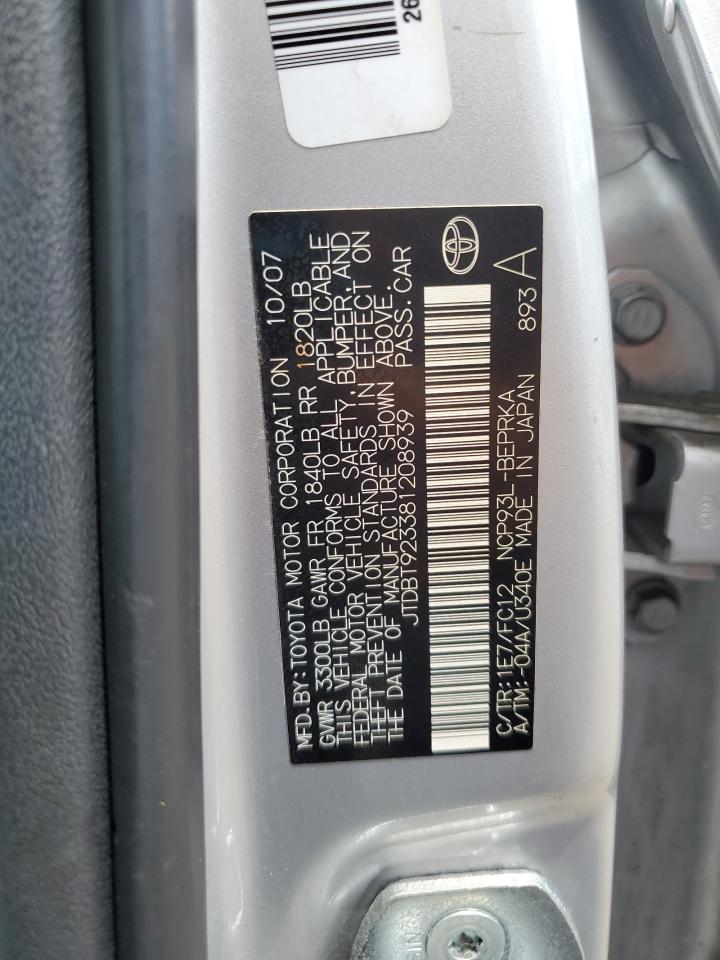 26
MFD.BY:TOYOTA MOTOR CORPORATION 10/07
GVWR 3300LB GAWR FR 1840LB RR 1820LB
THIS VEHICLE CONFORMS TO ALL APPLICABLE
FEDERAL MOTOR VEHICLE SAFETY,BUMPER,AND
THEFT PREVENTION STANDARDS IN EFFECT ON
THE DATE OF MANUFACTURE SHOWN ABOVE.
JTDBT923381208939 PASS.CAR
C/TR:1E7/FC12 NCP93L-BEPRKA 893 A
A/TM:-04A/U340E MADE IN JAPAN